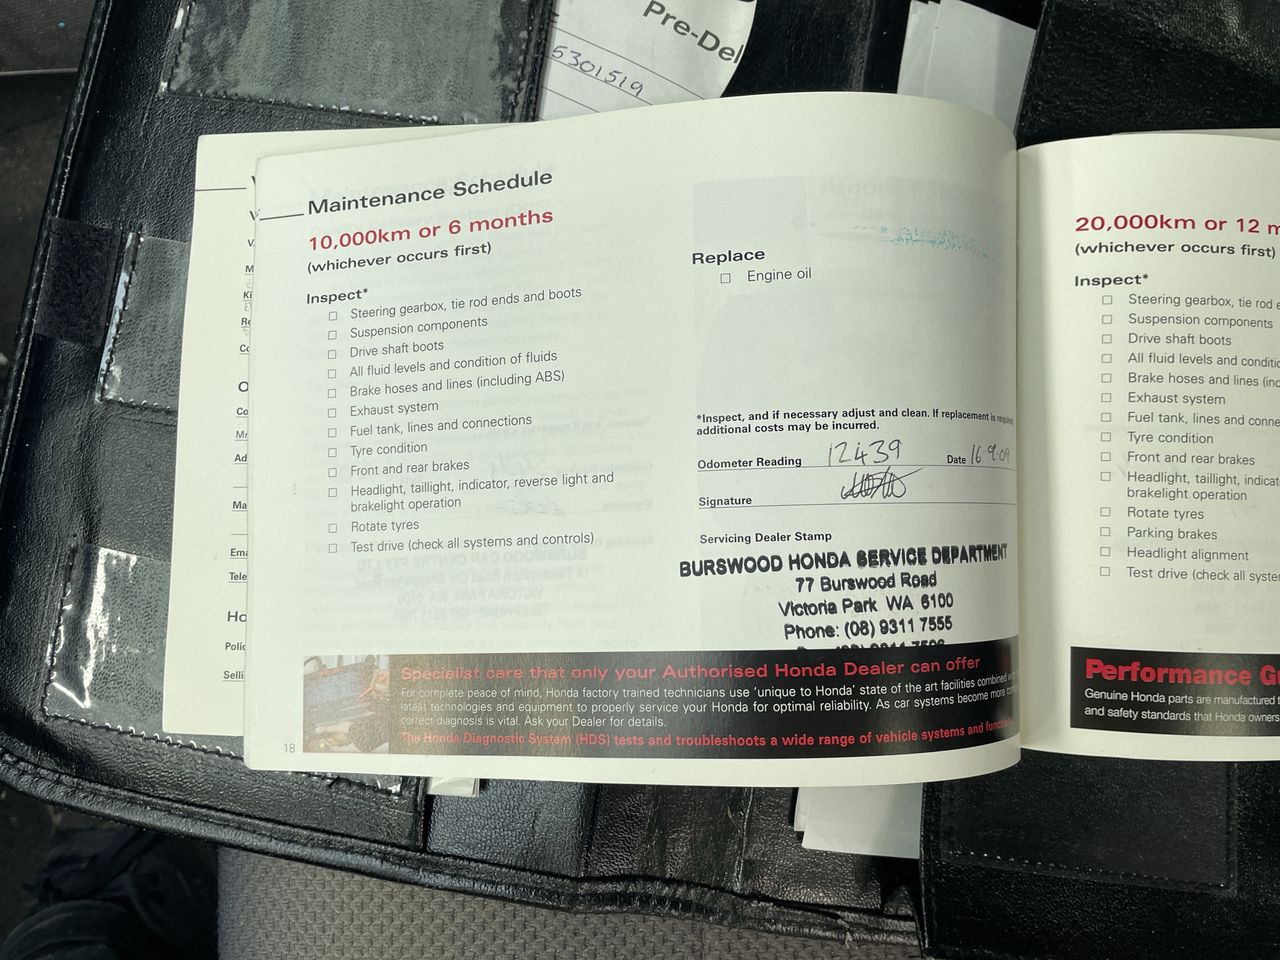 Pre-Del
5301519
Maintenance Schedule
10,000km or 6 months
(whichever occurs first)
Inspect*
☐ Steering gearbox, tie rod ends and boots
☐ Suspension components
☐ Drive shaft boots
☐ All fluid levels and condition of fluids
☐ Brake hoses and lines (including ABS)
☐ Exhaust system
☐ Fuel tank, lines and connections
☐ Tyre condition
☐ Front and rear brakes
☐ Headlight, taillight, indicator, reverse light and
brakelight operation
☐ Rotate tyres
☐ Test drive (check all systems and controls)
Replace
☐ Engine oil
*Inspect, and if necessary adjust and clean. If replacement is required,
additional costs may be incurred.
Odometer Reading 12439 Date 16-9-09
Signature
Servicing Dealer Stamp
BURSWOOD HONDA SERVICE DEPARTMENT
77 Burswood Road
Victoria Park WA 6100
Phone: (08) 9311 7555
Specialist care that only your Authorised Honda Dealer can offer
For complete peace of mind, Honda factory trained technicians use 'unique to Honda' state of the art facilities combined
latest technologies and equipment to properly service your Honda for optimal reliability. As car systems become more
correct diagnosis is vital. Ask your Dealer for details.
The Honda Diagnostic System (HDS) tests and troubleshoots a wide range of vehicle systems and
18
20,000km or 12 m
(whichever occurs first)
Inspect*
☐ Steering gearbox, tie rod e
☐ Suspension components
☐ Drive shaft boots
☐ All fluid levels and conditio
☐ Brake hoses and lines (inc
☐ Exhaust system
☐ Fuel tank, lines and conne
☐ Tyre condition
☐ Front and rear brakes
☐ Headlight, taillight, indicat
brakelight operation
☐ Rotate tyres
☐ Parking brakes
☐ Headlight alignment
☐ Test drive (check all syste
Performance Gu
Genuine Honda parts are manufactured t
and safety standards that Honda owners
Ma
Ema
Tele
Ho
Polic
Selli